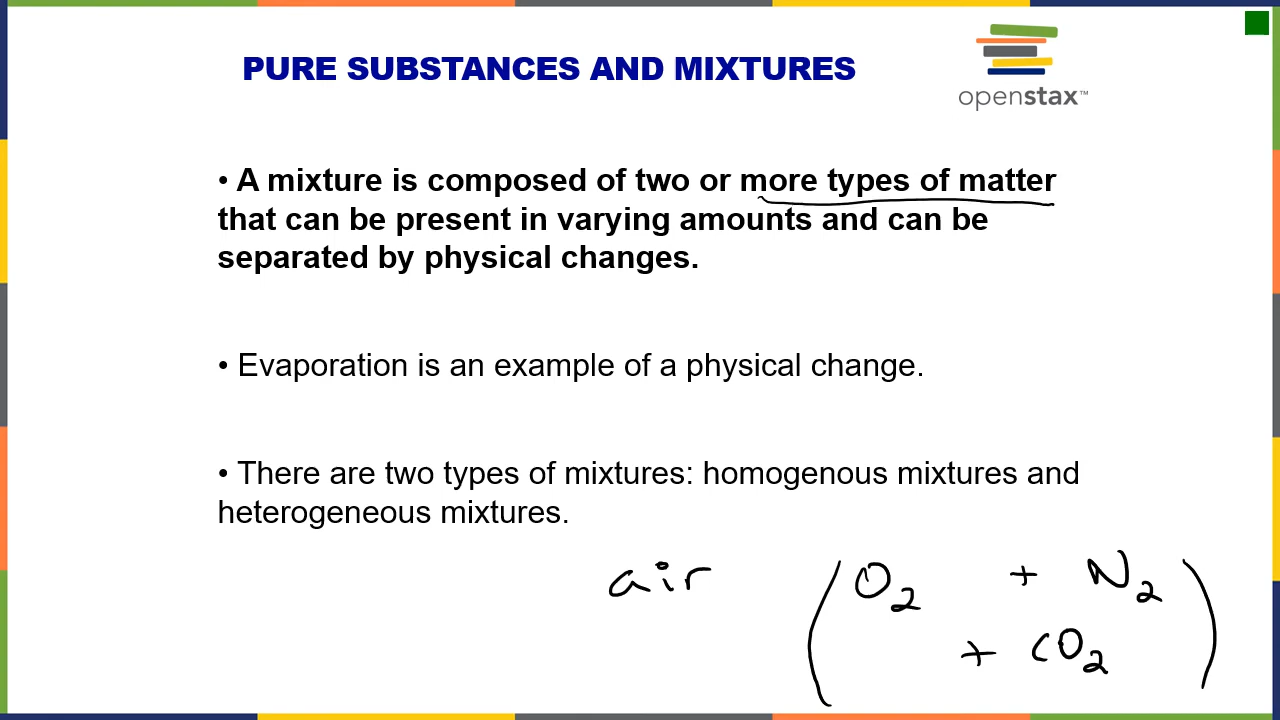 PURE SUBSTANCES AND MIXTURES
openstax™
• A mixture is composed of two or more types of matter
that can be present in varying amounts and can be
separated by physical changes.
• Evaporation is an example of a physical change.
• There are two types of mixtures: homogenous mixtures and
heterogeneous mixtures.
air (O2 + N2
+ CO2)